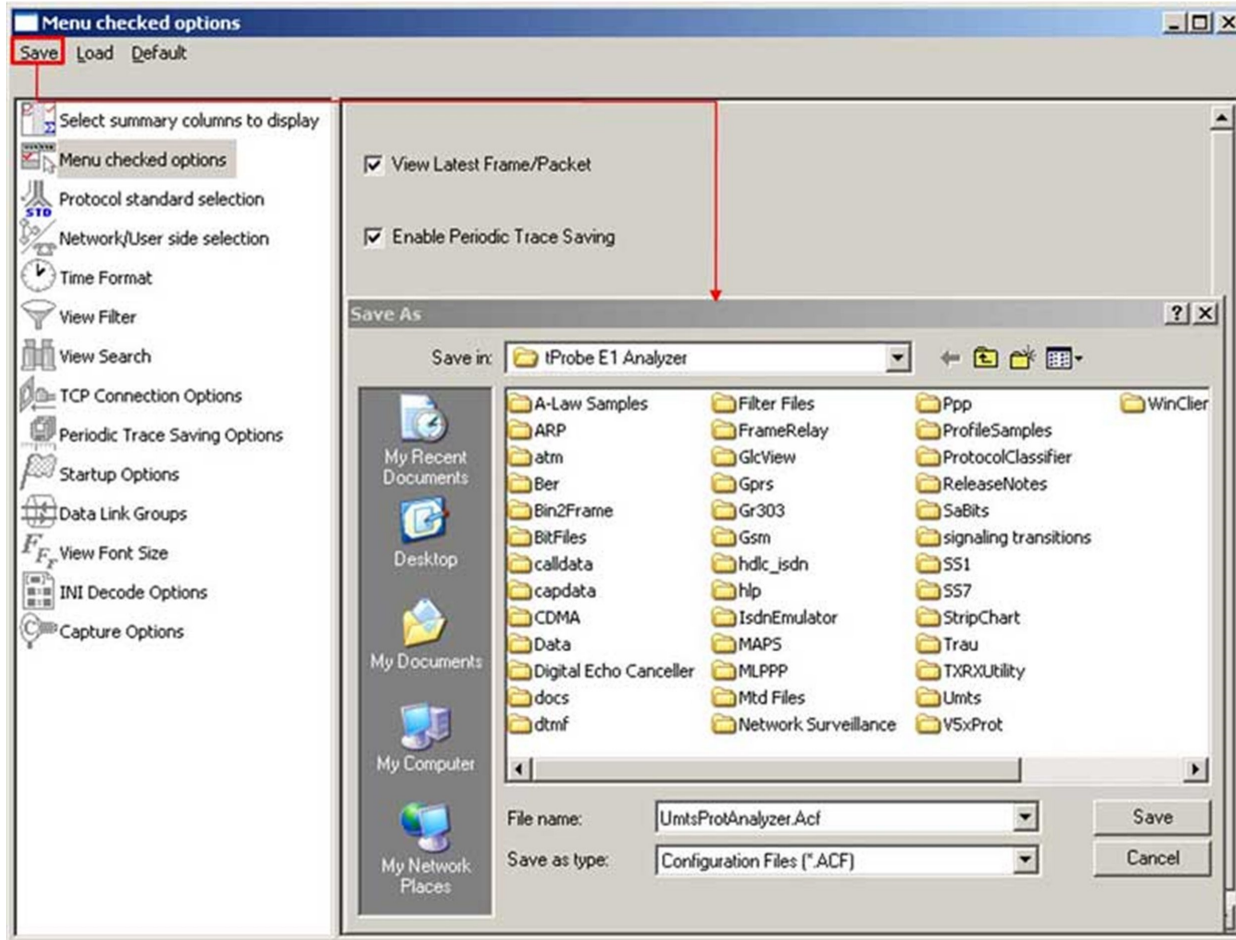 Menu checked options
Save Load Default
Select summary columns to display
Menu checked options
Protocol standard selection
STD
Network/User side selection
Time Format
View Filter
View Search
TCP Connection Options
Periodic Trace Saving Options
Startup Options
Data Link Groups
View Font Size
INI Decode Options
Capture Options
View Latest Frame/Packet
Enable Periodic Trace Saving
Save As
Save in: tProbe E1 Analyzer
My Recent Documents
Desktop
My Documents
My Computer
My Network Places
A-Law Samples
ARP
atm
Ber
Bin2Frame
BitFiles
calldata
capdata
CDMA
Data
Digital Echo Canceller
docs
dtmf
Filter Files
FrameRelay
GlcView
Gprs
Gr303
Gsm
hdlc_isdn
hlp
IsdnEmulator
MAPS
MLPPP
Mtd Files
Network Surveillance
Ppp
ProfileSamples
ProtocolClassifier
ReleaseNotes
SaBits
signaling transitions
SS1
SS7
StripChart
Trau
TXRXUtility
Umts
V5xProt
WinClier
File name: UmtsProtAnalyzer.Acf Save
Save as type: Configuration Files (*.ACF) Cancel